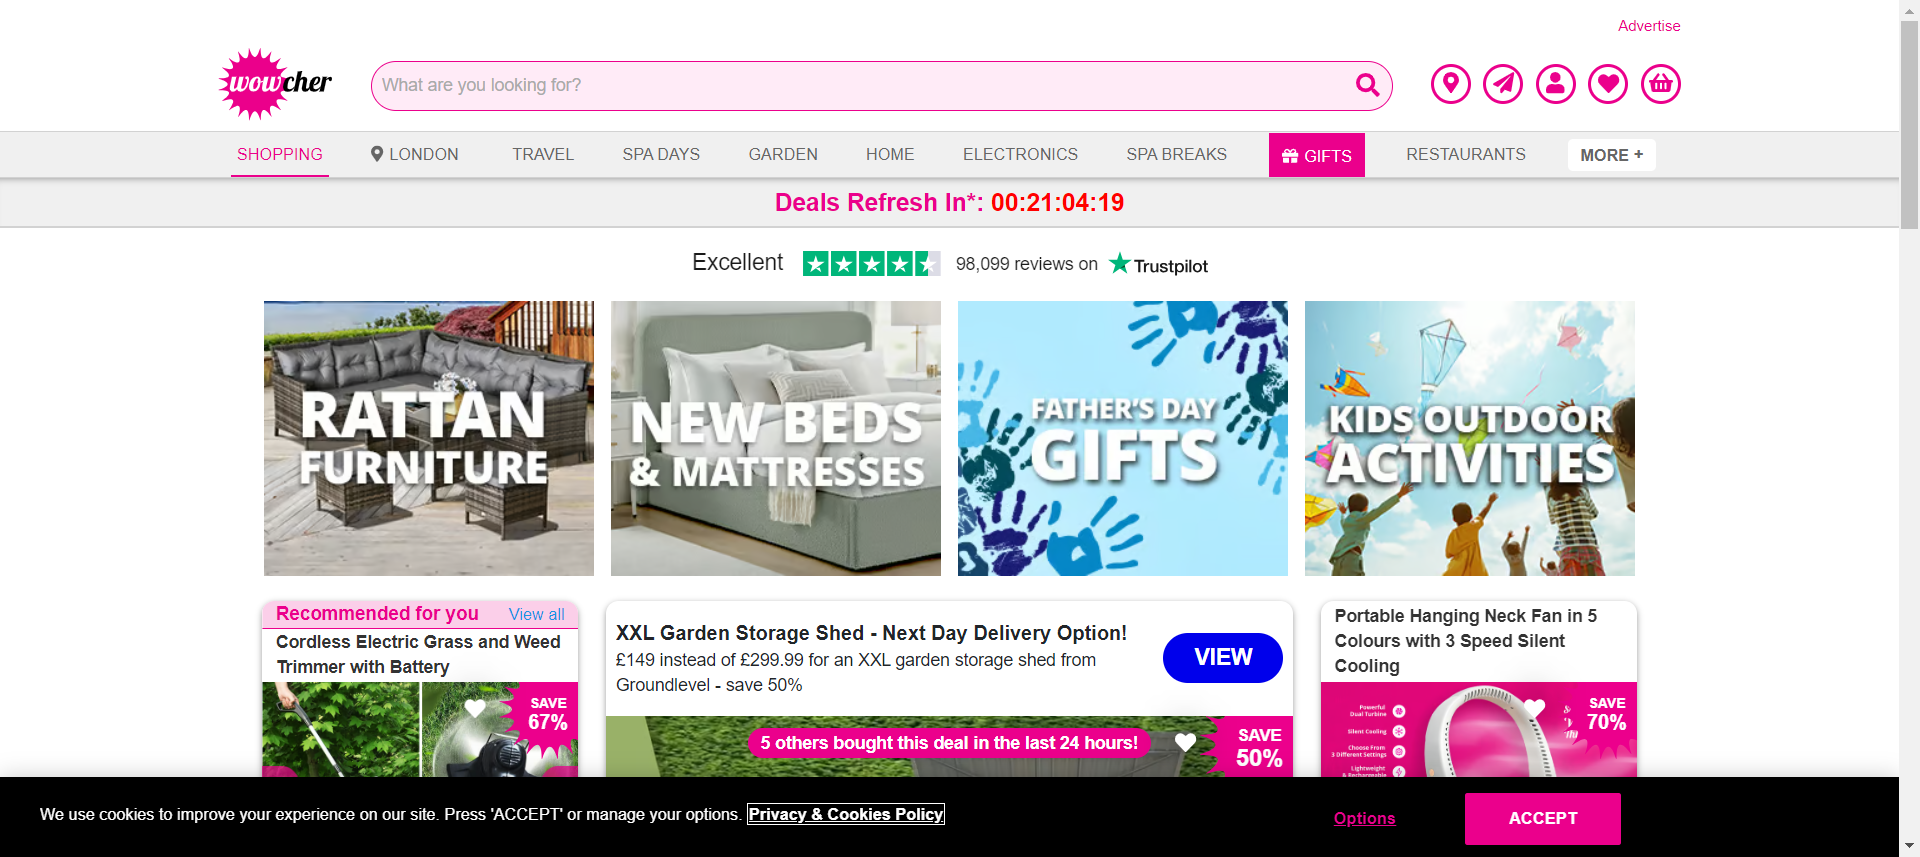 Advertise
wowcher
What are you looking for?
SHOPPING
LONDON
TRAVEL
SPA DAYS
GARDEN
HOME
ELECTRONICS
SPA BREAKS
GIFTS
RESTAURANTS
MORE +
Deals Refresh In*: 00:21:04:19
Excellent
98,099 reviews on Trustpilot
RATTAN
FURNITURE
NEW BEDS
& MATTRESSES
FATHER'S DAY
GIFTS
KIDS OUTDOOR
ACTIVITIES
Recommended for you
View all
Cordless Electric Grass and Weed
Trimmer with Battery
SAVE
67%
XXL Garden Storage Shed - Next Day Delivery Option!
£149 instead of £299.99 for an XXL garden storage shed from
Groundlevel - save 50%
VIEW
5 others bought this deal in the last 24 hours!
SAVE
50%
Portable Hanging Neck Fan in 5
Colours with 3 Speed Silent
Cooling
Powerful
Dual Turbine
Silent Cooling
Choose From
3 Different Settings
Lightweight
& Rechargeable
SAVE
70%
We use cookies to improve your experience on our site. Press 'ACCEPT' or manage your options. Privacy & Cookies Policy
Options
ACCEPT